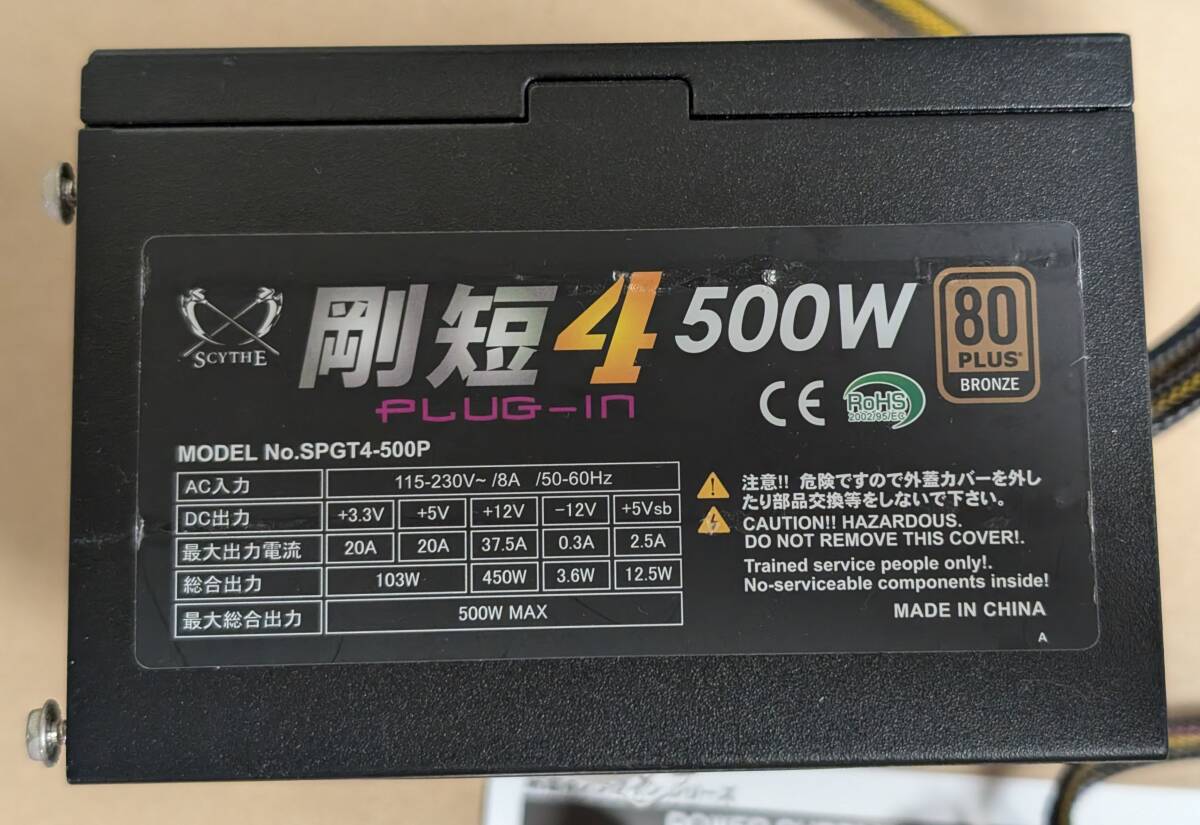 SCYTHE
剛短4 500W
PLUG-IN
80
PLUS
BRONZE
CE
RoHS
2002/95/EC
MODEL No.SPGT4-500P
AC入力 115-230V~ /8A /50-60Hz
DC出力 +3.3V +5V +12V −12V +5Vsb
最大出力電流 20A 20A 37.5A 0.3A 2.5A
総合出力 103W 450W 3.6W 12.5W
最大総合出力 500W MAX
注意!! 危険ですので外蓋カバーを外し
たり部品交換等をしないで下さい。
CAUTION!! HAZARDOUS.
DO NOT REMOVE THIS COVER!.
Trained service people only!.
No-serviceable components inside!
MADE IN CHINA
A